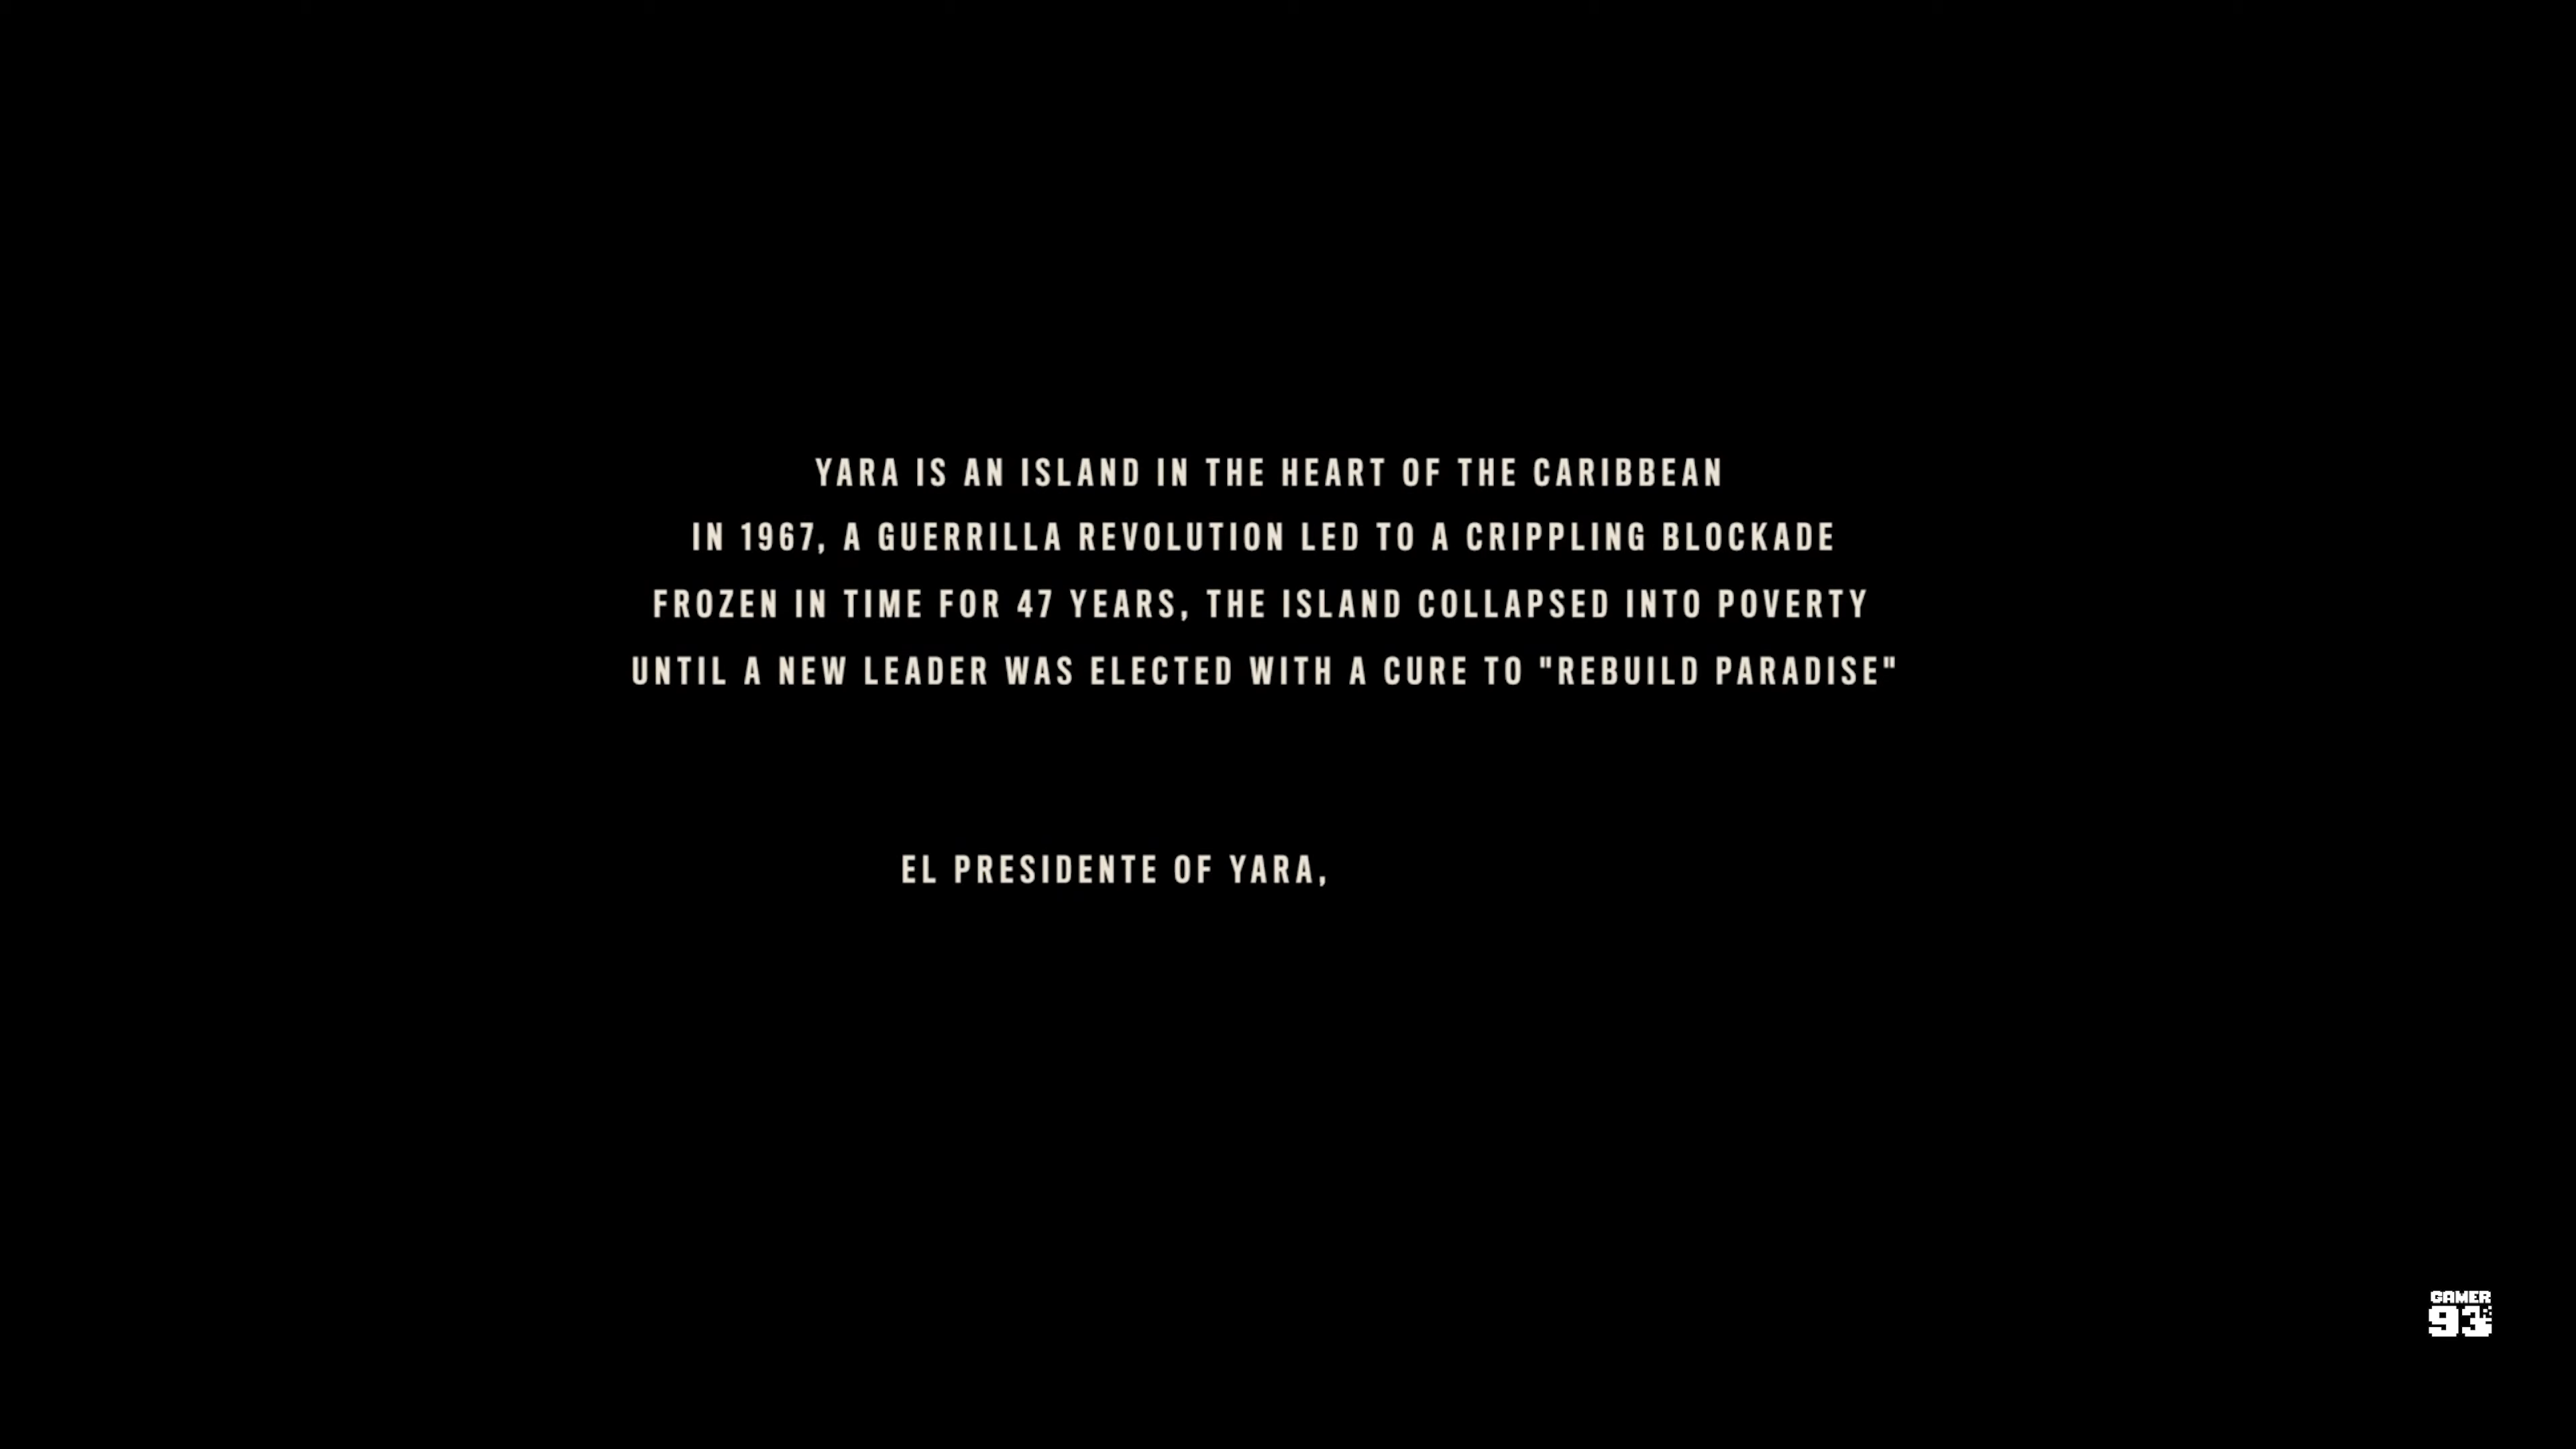 YARA IS AN ISLAND IN THE HEART OF THE CARIBBEAN
IN 1967, A GUERRILLA REVOLUTION LED TO A CRIPPLING BLOCKADE
FROZEN IN TIME FOR 47 YEARS, THE ISLAND COLLAPSED INTO POVERTY
UNTIL A NEW LEADER WAS ELECTED WITH A CURE TO "REBUILD PARADISE"
EL PRESIDENTE OF YARA,
GAMER
93